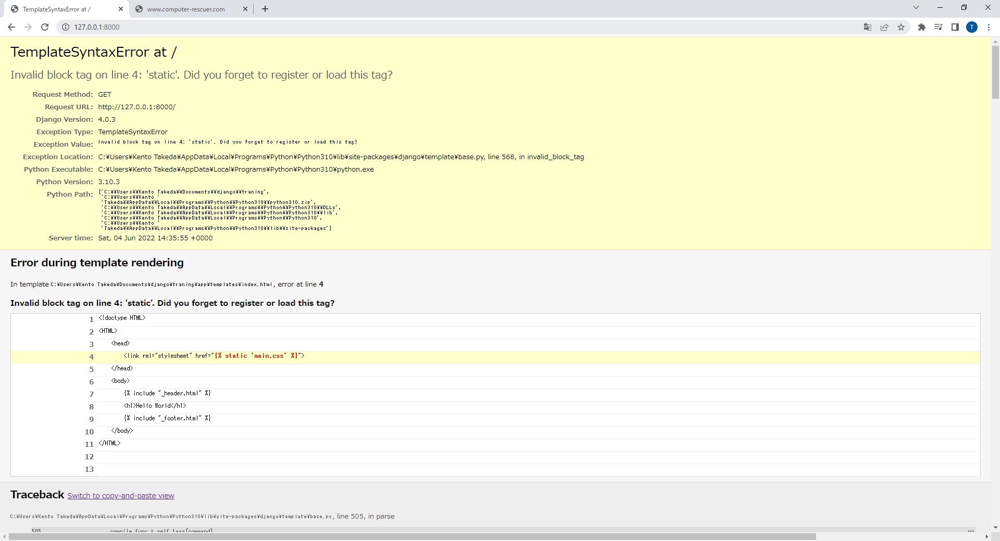 TemplateSyntaxError at /
www.computer-rescuer.com
127.0.0.1:8000
T
TemplateSyntaxError at /
Invalid block tag on line 4: 'static'. Did you forget to register or load this tag?
Request Method: GET
Request URL: http://127.0.0.1:8000/
Django Version: 4.0.3
Exception Type: TemplateSyntaxError
Exception Value: Invalid block tag on line 4: 'static'. Did you forget to register or load this tag?
Exception Location: C:¥Users¥Kento Takeda¥AppData¥Local¥Programs¥Python¥Python310¥lib¥site-packages¥django¥template¥base.py, line 568, in invalid_block_tag
Python Executable: C:¥Users¥Kento Takeda¥AppData¥Local¥Programs¥Python¥Python310¥python.exe
Python Version: 3.10.3
Python Path: ['C:¥¥Users¥¥Kento Takeda¥¥Documents¥¥django¥¥traning',
'C:¥¥Users¥¥Kento '
'Takeda¥¥AppData¥¥Local¥¥Programs¥¥Python¥¥Python310¥¥python310.zip',
'C:¥¥Users¥¥Kento Takeda¥¥AppData¥¥Local¥¥Programs¥¥Python¥¥Python310¥¥DLLs',
'C:¥¥Users¥¥Kento Takeda¥¥AppData¥¥Local¥¥Programs¥¥Python¥¥Python310¥¥lib',
'C:¥¥Users¥¥Kento Takeda¥¥AppData¥¥Local¥¥Programs¥¥Python¥¥Python310',
'C:¥¥Users¥¥Kento '
'Takeda¥¥AppData¥¥Local¥¥Programs¥¥Python¥¥Python310¥¥lib¥¥site-packages']
Server time: Sat, 04 Jun 2022 14:35:55 +0000
Error during template rendering
In template C:¥Users¥Kento Takeda¥Documents¥django¥traning¥app¥templates¥index.html, error at line 4
Invalid block tag on line 4: 'static'. Did you forget to register or load this tag?
1 <!doctype HTML>
2 <HTML>
3 <head>
4 <link rel="stylesheet" href="{% static 'main.css' %}">
5 </head>
6 <body>
7 {% include "_header.html" %}
8 <h1>Hello World</h1>
9 {% include "_footer.html" %}
10 </body>
11 </HTML>
12
13
Traceback Switch to copy-and-paste view
C:¥Users¥Kento Takeda¥AppData¥Local¥Programs¥Python¥Python310¥lib¥site-packages¥django¥template¥base.py, line 505, in parse
505 compile_func = self.tags[command] …